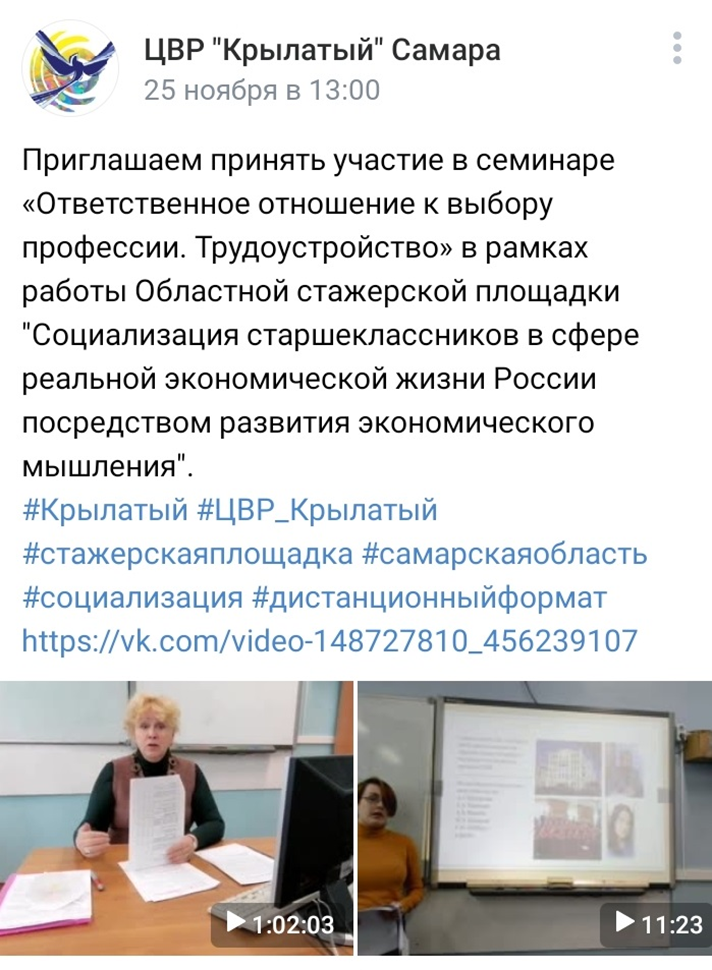 ЦВР "Крылатый" Самара
25 ноября в 13:00
Приглашаем принять участие в семинаре
«Ответственное отношение к выбору
профессии. Трудоустройство» в рамках
работы Областной стажерской площадки
"Социализация старшеклассников в сфере
реальной экономической жизни России
посредством развития экономического
мышления".
#Крылатый #ЦВР_Крылатый
#стажерскаяплощадка #самарскаяобласть
#социализация #дистанционныйформат
https://vk.com/video-148727810_456239107
1:02:03
11:23